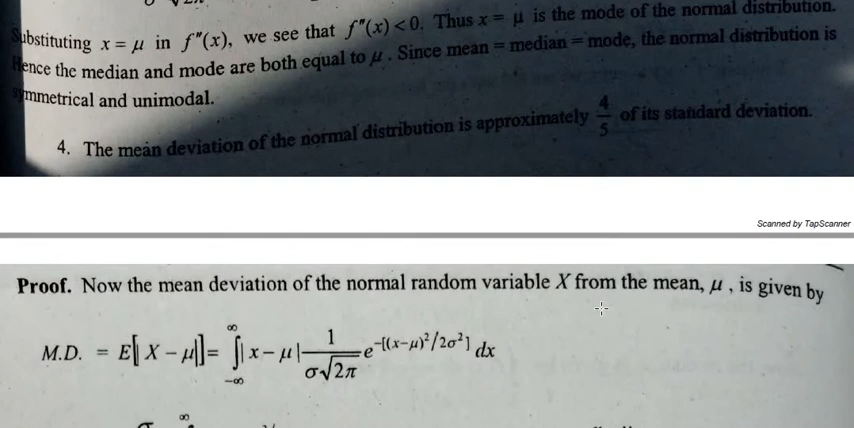 Substituting x = μ in f″(x), we see that f″(x) < 0. Thus x = μ is the mode of the normal distribution.
Hence the median and mode are both equal to μ. Since mean = median = mode, the normal distribution is
symmetrical and unimodal.
4. The mean deviation of the normal distribution is approximately 4/5 of its standard deviation.
Scanned by TapScanner
Proof. Now the mean deviation of the normal random variable X from the mean, μ, is given by
M.D. = E[|X − μ|] = ∫_{−∞}^{∞} |x − μ| 1/(σ√2π) e^{−[(x−μ)²/2σ²]} dx